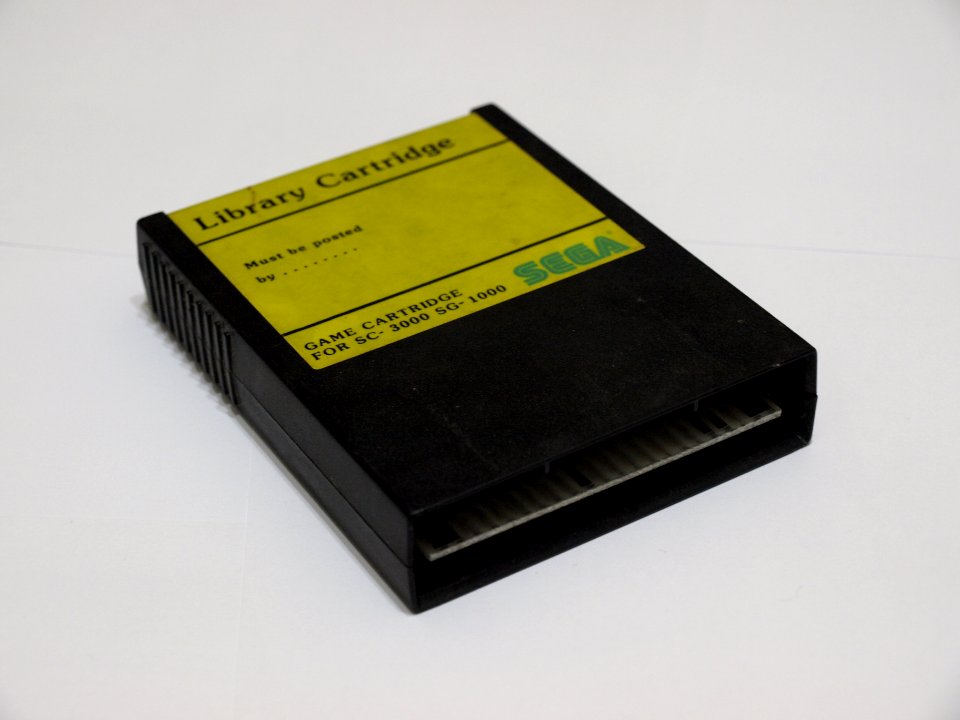 Library Cartridge
Must be posted
by ........
GAME CARTRIDGE
FOR SC-3000 SG-1000
SEGA